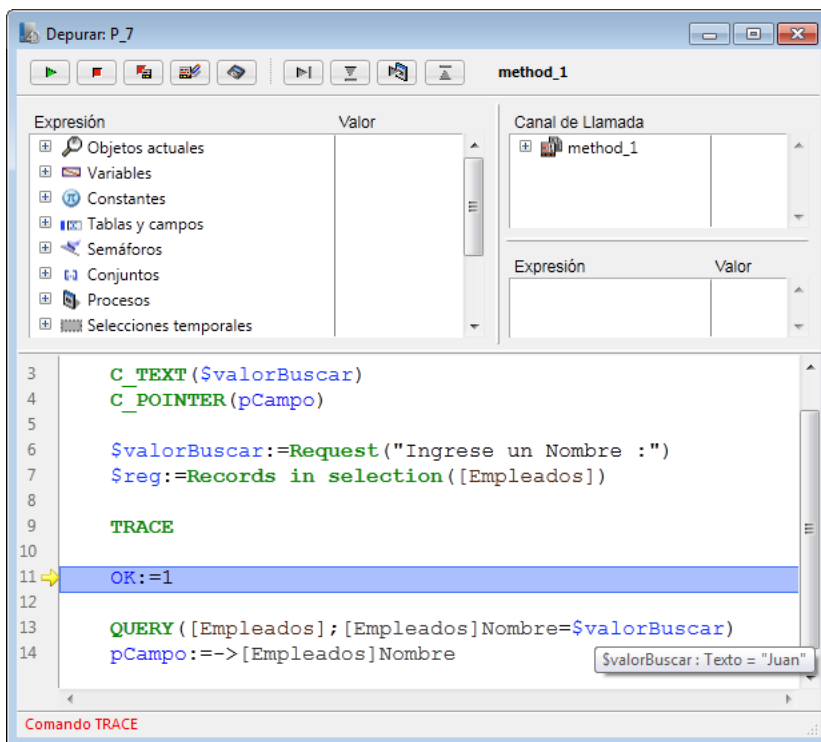 Depurar: P_7
method_1
Expresión Valor
Objetos actuales
Variables
Constantes
Tablas y campos
Semáforos
Conjuntos
Procesos
Selecciones temporales
Canal de Llamada
method_1
Expresión Valor
3 C_TEXT($valorBuscar)
4 C_POINTER(pCampo)
5
6 $valorBuscar:=Request("Ingrese un Nombre :")
7 $reg:=Records in selection([Empleados])
8
9 TRACE
10
11 OK:=1
12
13 QUERY([Empleados];[Empleados]Nombre=$valorBuscar)
14 pCampo:=->[Empleados]Nombre
$valorBuscar : Texto = "Juan"
Comando TRACE